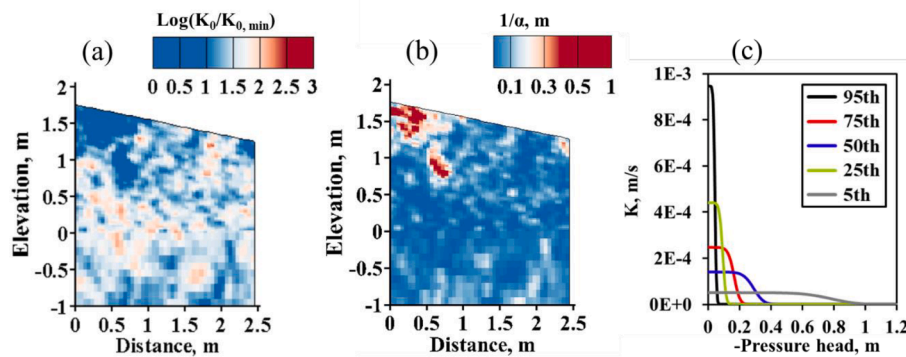 Log(K0/K0, min)
0 0.5 1 1.5 2 2.5 3
(a)
2
1.5
1
0.5
0
-0.5
-1
Elevation, m
0 0.5 1 1.5 2 2.5
Distance, m
1/α, m
0.1 0.3 0.3 1
(b)
2
1.5
1
0.5
0
-0.5
-1
Elevation, m
0 0.5 1 1.5 2 2.5
Distance, m
(c)
1E-3
8E-4
6E-4
4E-4
2E-4
0E+0
K, m/s
95th
75th
50th
25th
5th
0 0.2 0.4 0.6 0.8 1 1.2
-Pressure head, m